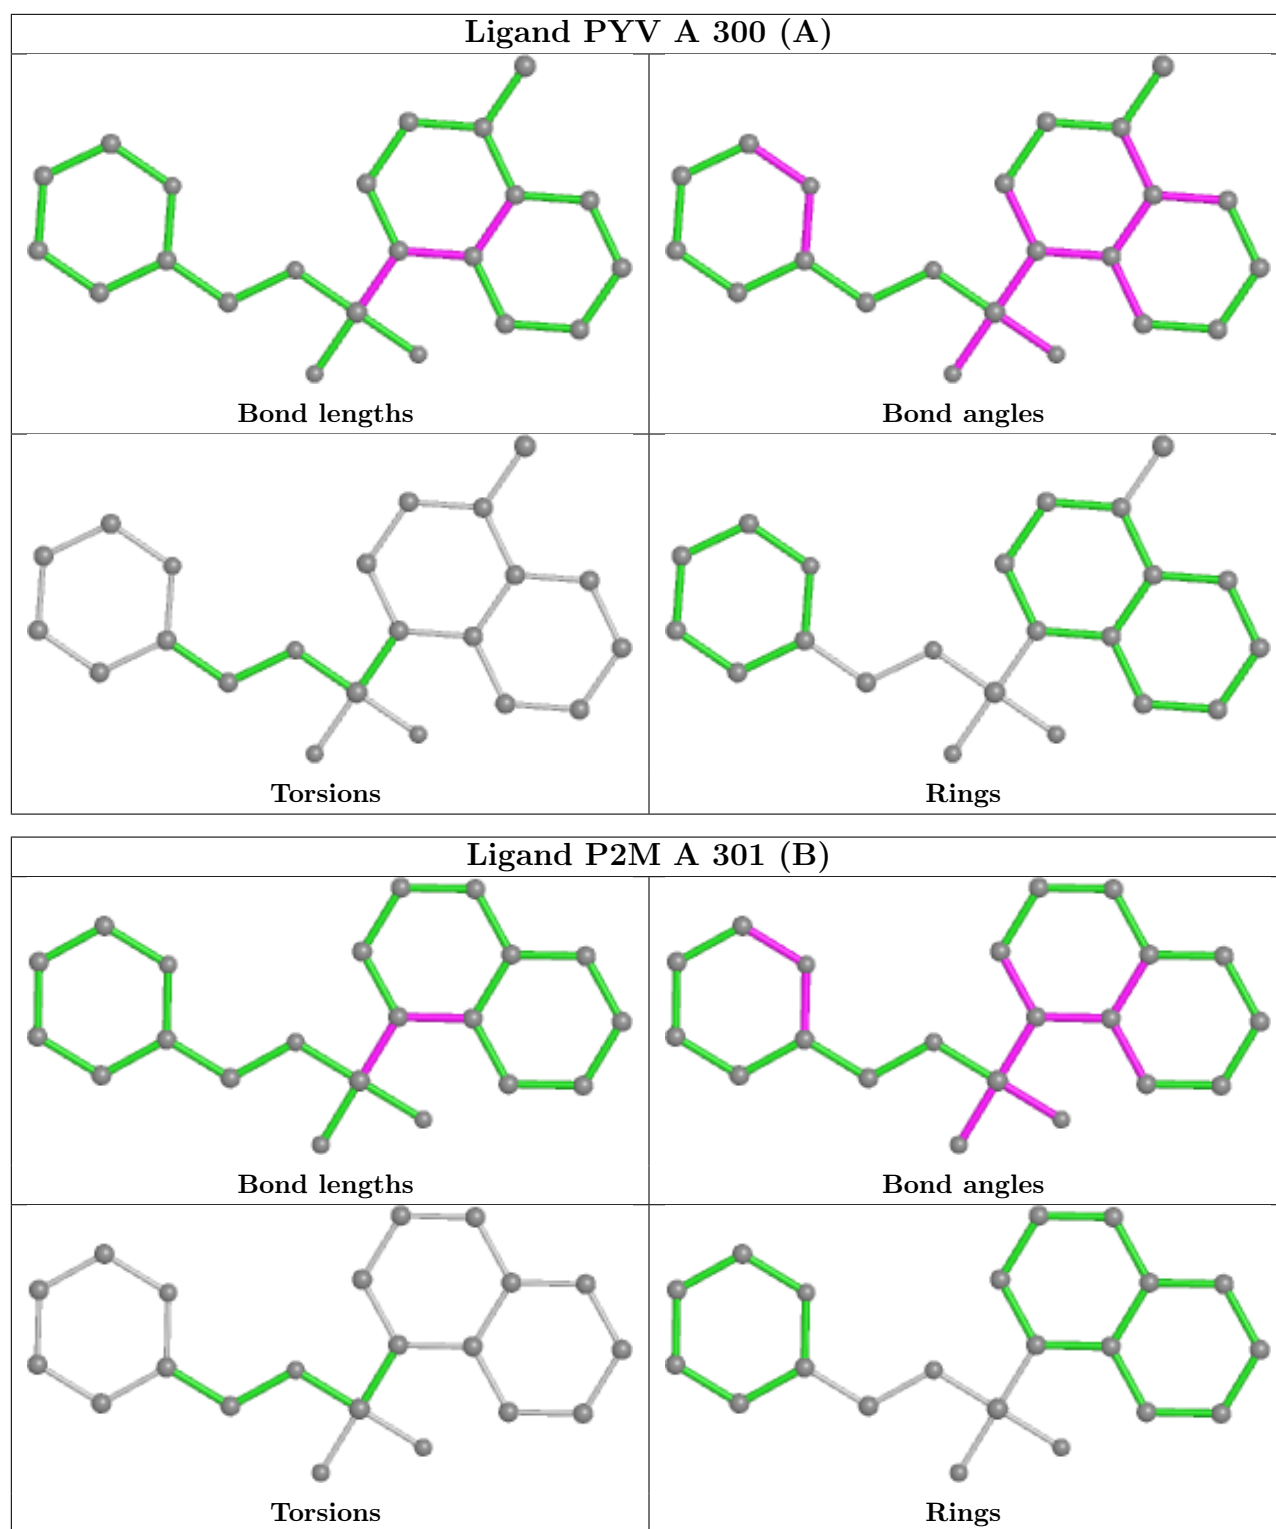 Ligand PYV A 300 (A)
Bond lengths
Bond angles
Torsions
Rings
Ligand P2M A 301 (B)
Bond lengths
Bond angles
Torsions
Rings